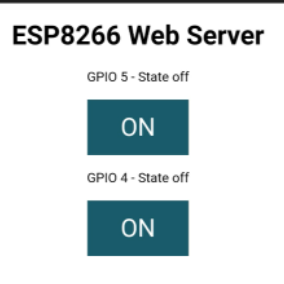 ESP8266 Web Server
GPIO 5 - State off
ON
GPIO 4 - State off
ON